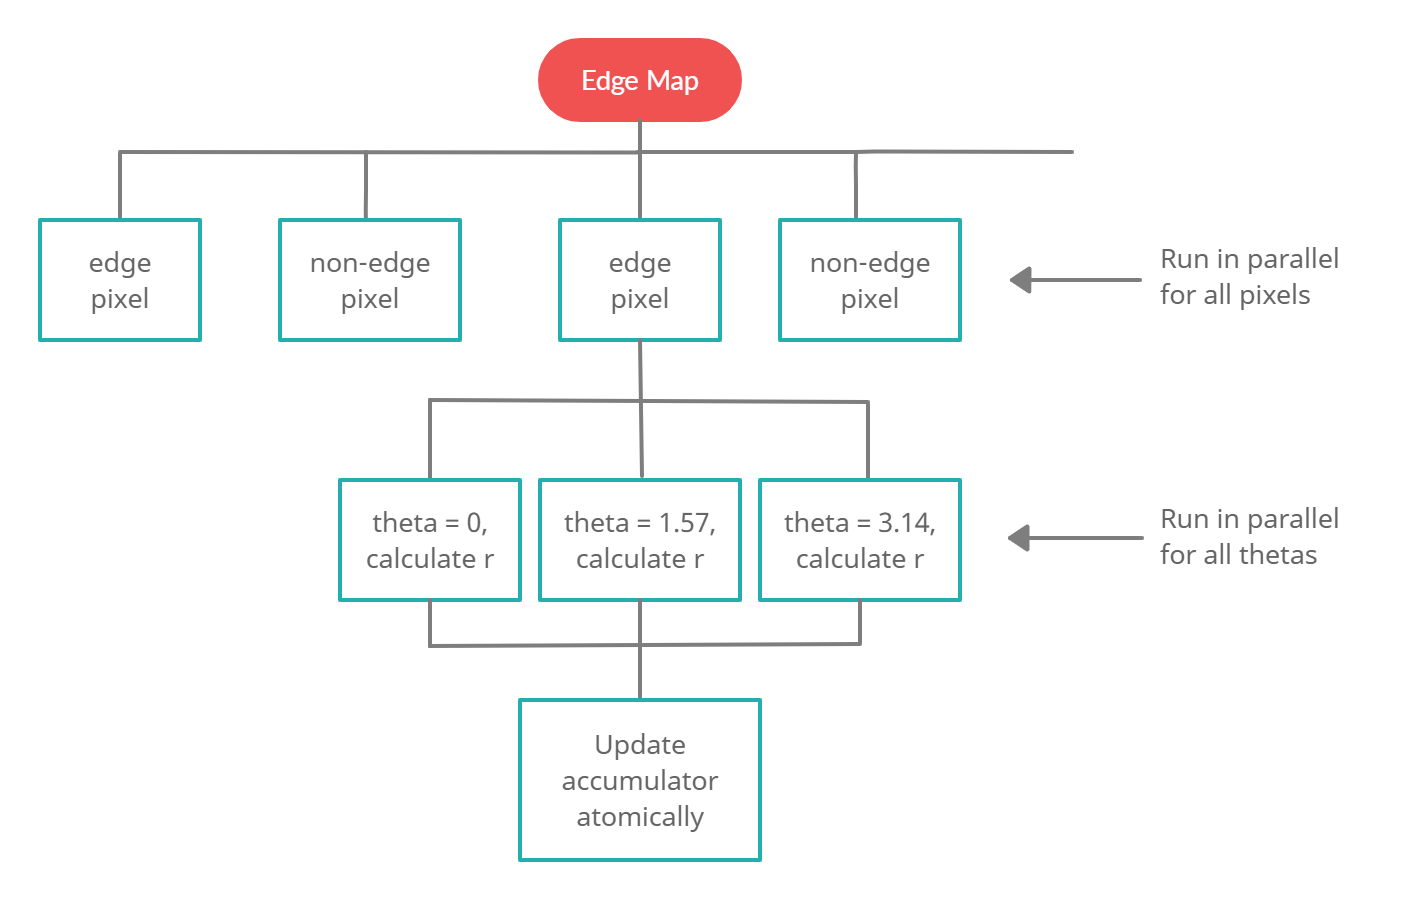 Edge Map
edge
pixel
non-edge
pixel
edge
pixel
non-edge
pixel
Run in parallel
for all pixels
theta = 0,
calculate r
theta = 1.57,
calculate r
theta = 3.14,
calculate r
Run in parallel
for all thetas
Update
accumulator
atomically